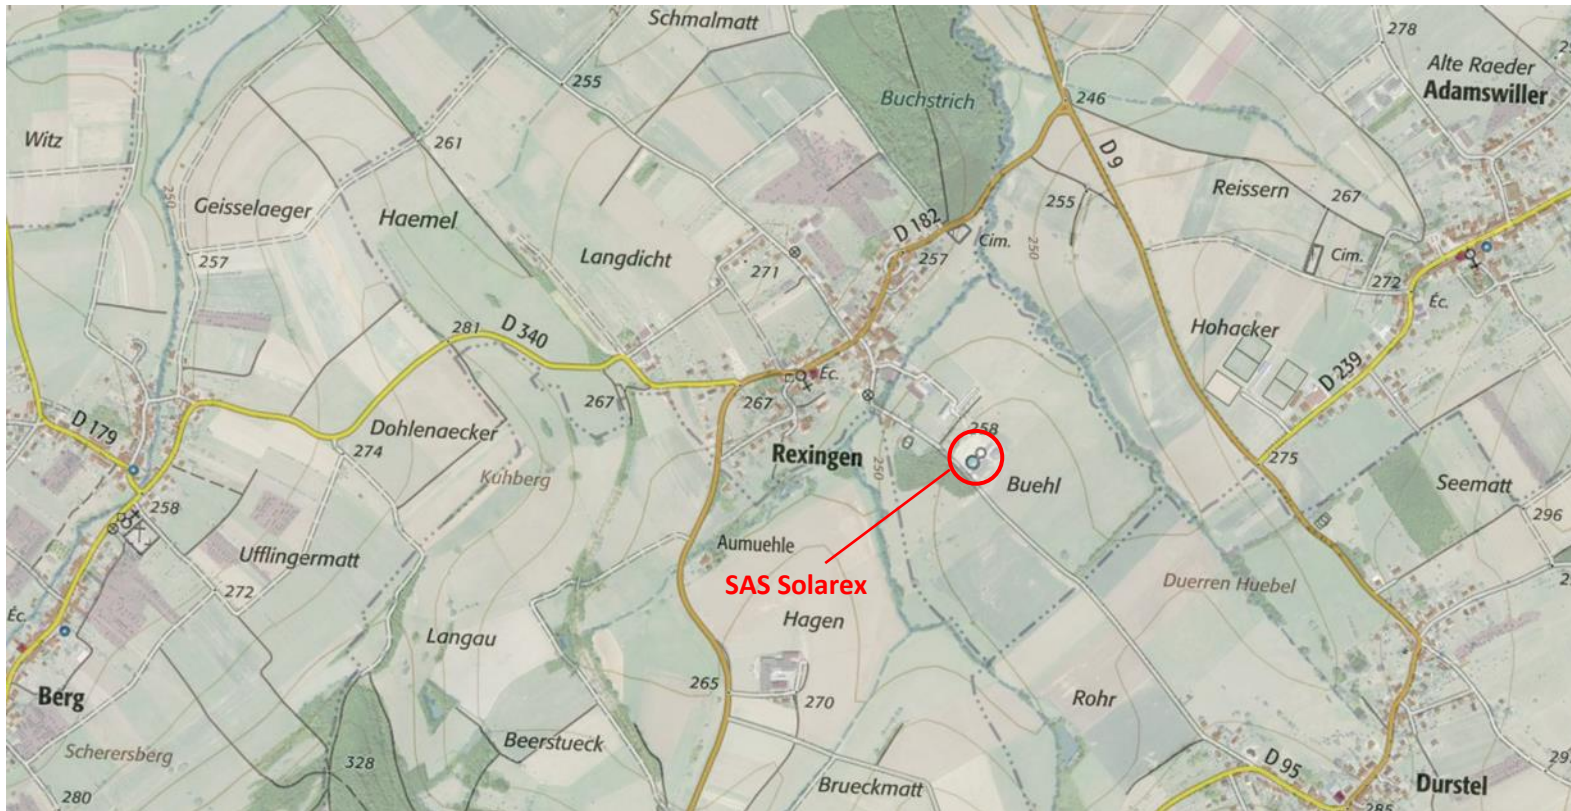 Schmalmatt
278
Alte Raeder
Adamswiller
255
Buchstrich
246
Witz
261
D 9
250
Geisselaeger
Haemel
255
Reissern
267
D 182
257
Langdicht
271
257
Cim.
250
Cim.
272
Éc.
281
D 340
Hohacker
D 239
267
267
Éc.
D 179
Dohlenaecker
274
258
Rexingen
275
Kuhberg
250
Buehl
Seematt
258
296
Ufflingermatt
Aumuehle
272
SAS Solarex
Duerren Huebel
Éc.
Langau
Hagen
265
270
Rohr
Berg
Beerstueck
Scherersberg
328
D 95
Brueckmatt
Durstel
280
285